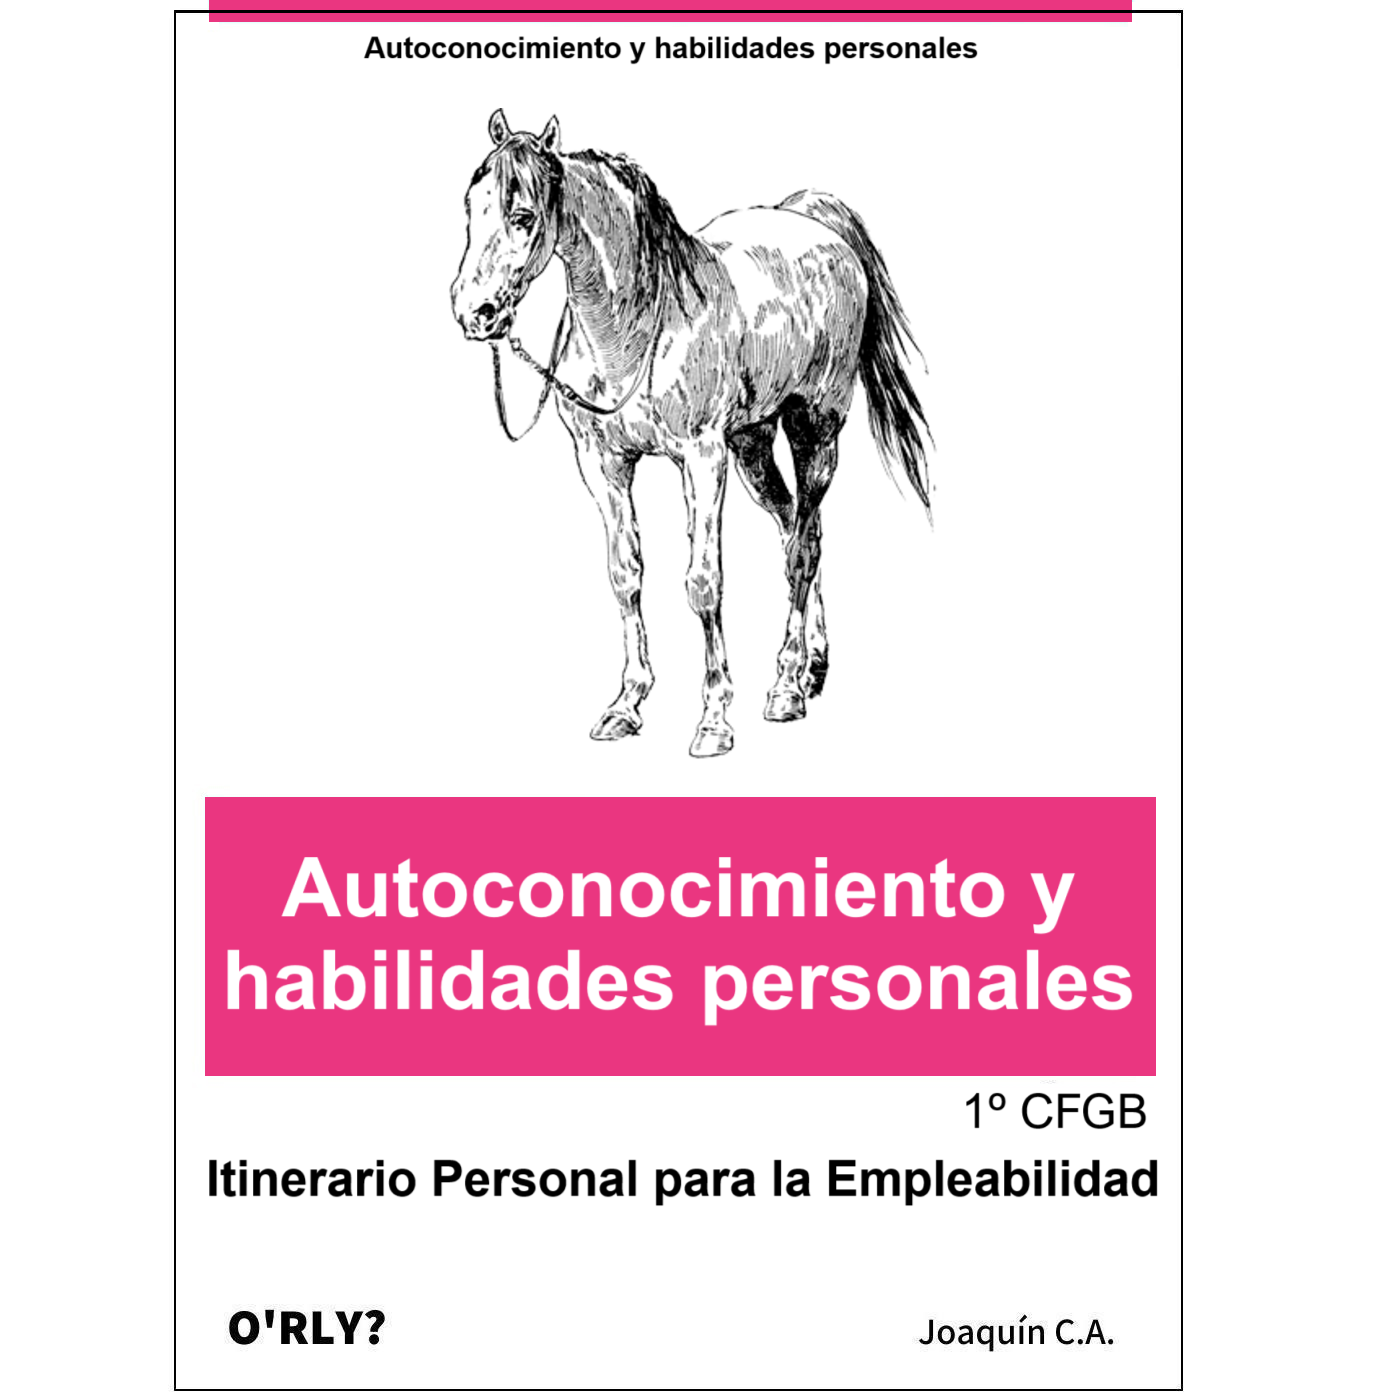 Autoconocimiento y habilidades personales
Autoconocimiento y
habilidades personales
1º CFGB
Itinerario Personal para la Empleabilidad
O'RLY?
Joaquín C.A.